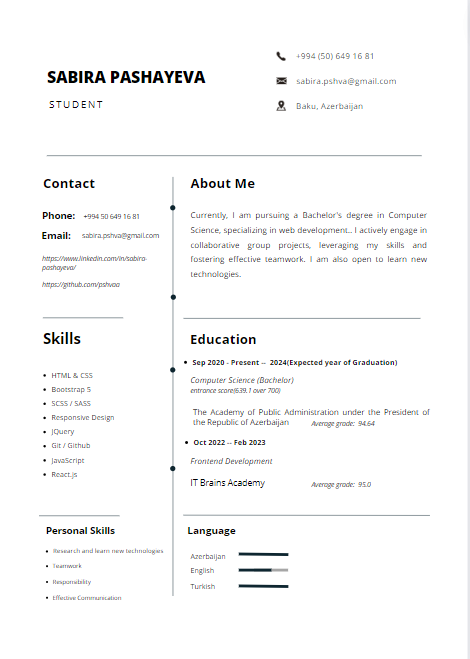 +994 (50) 649 16 81
SABIRA PASHAYEVA
sabira.pshva@gmail.com
STUDENT
Baku, Azerbaijan
Contact
Phone: +994 50 649 16 81
Email: sabira.pshva@gmail.com
https://www.linkedin.com/in/sabira-
pashayeva/
https://github.com/pshvaa
About Me
Currently, I am pursuing a Bachelor's degree in Computer
Science, specializing in web development.. I actively engage in
collaborative group projects, leveraging my skills and
fostering effective teamwork. I am also open to learn new
technologies.
Skills
HTML & CSS
Bootstrap 5
SCSS / SASS
Responsive Design
JQuery
Git / Github
JavaScript
React.js
Education
Sep 2020 - Present -- 2024(Expected year of Graduation)
Computer Science (Bachelor)
entrance score(639.1 over 700)
The Academy of Public Administration under the President of
the Republic of Azerbaijan Average grade: 94.64
Oct 2022 -- Feb 2023
Frontend Development
IT Brains Academy Average grade: 95.0
Personal Skills
Research and learn new technologies
Teamwork
Responsibility
Effective Communication
Language
Azerbaijan
English
Turkish